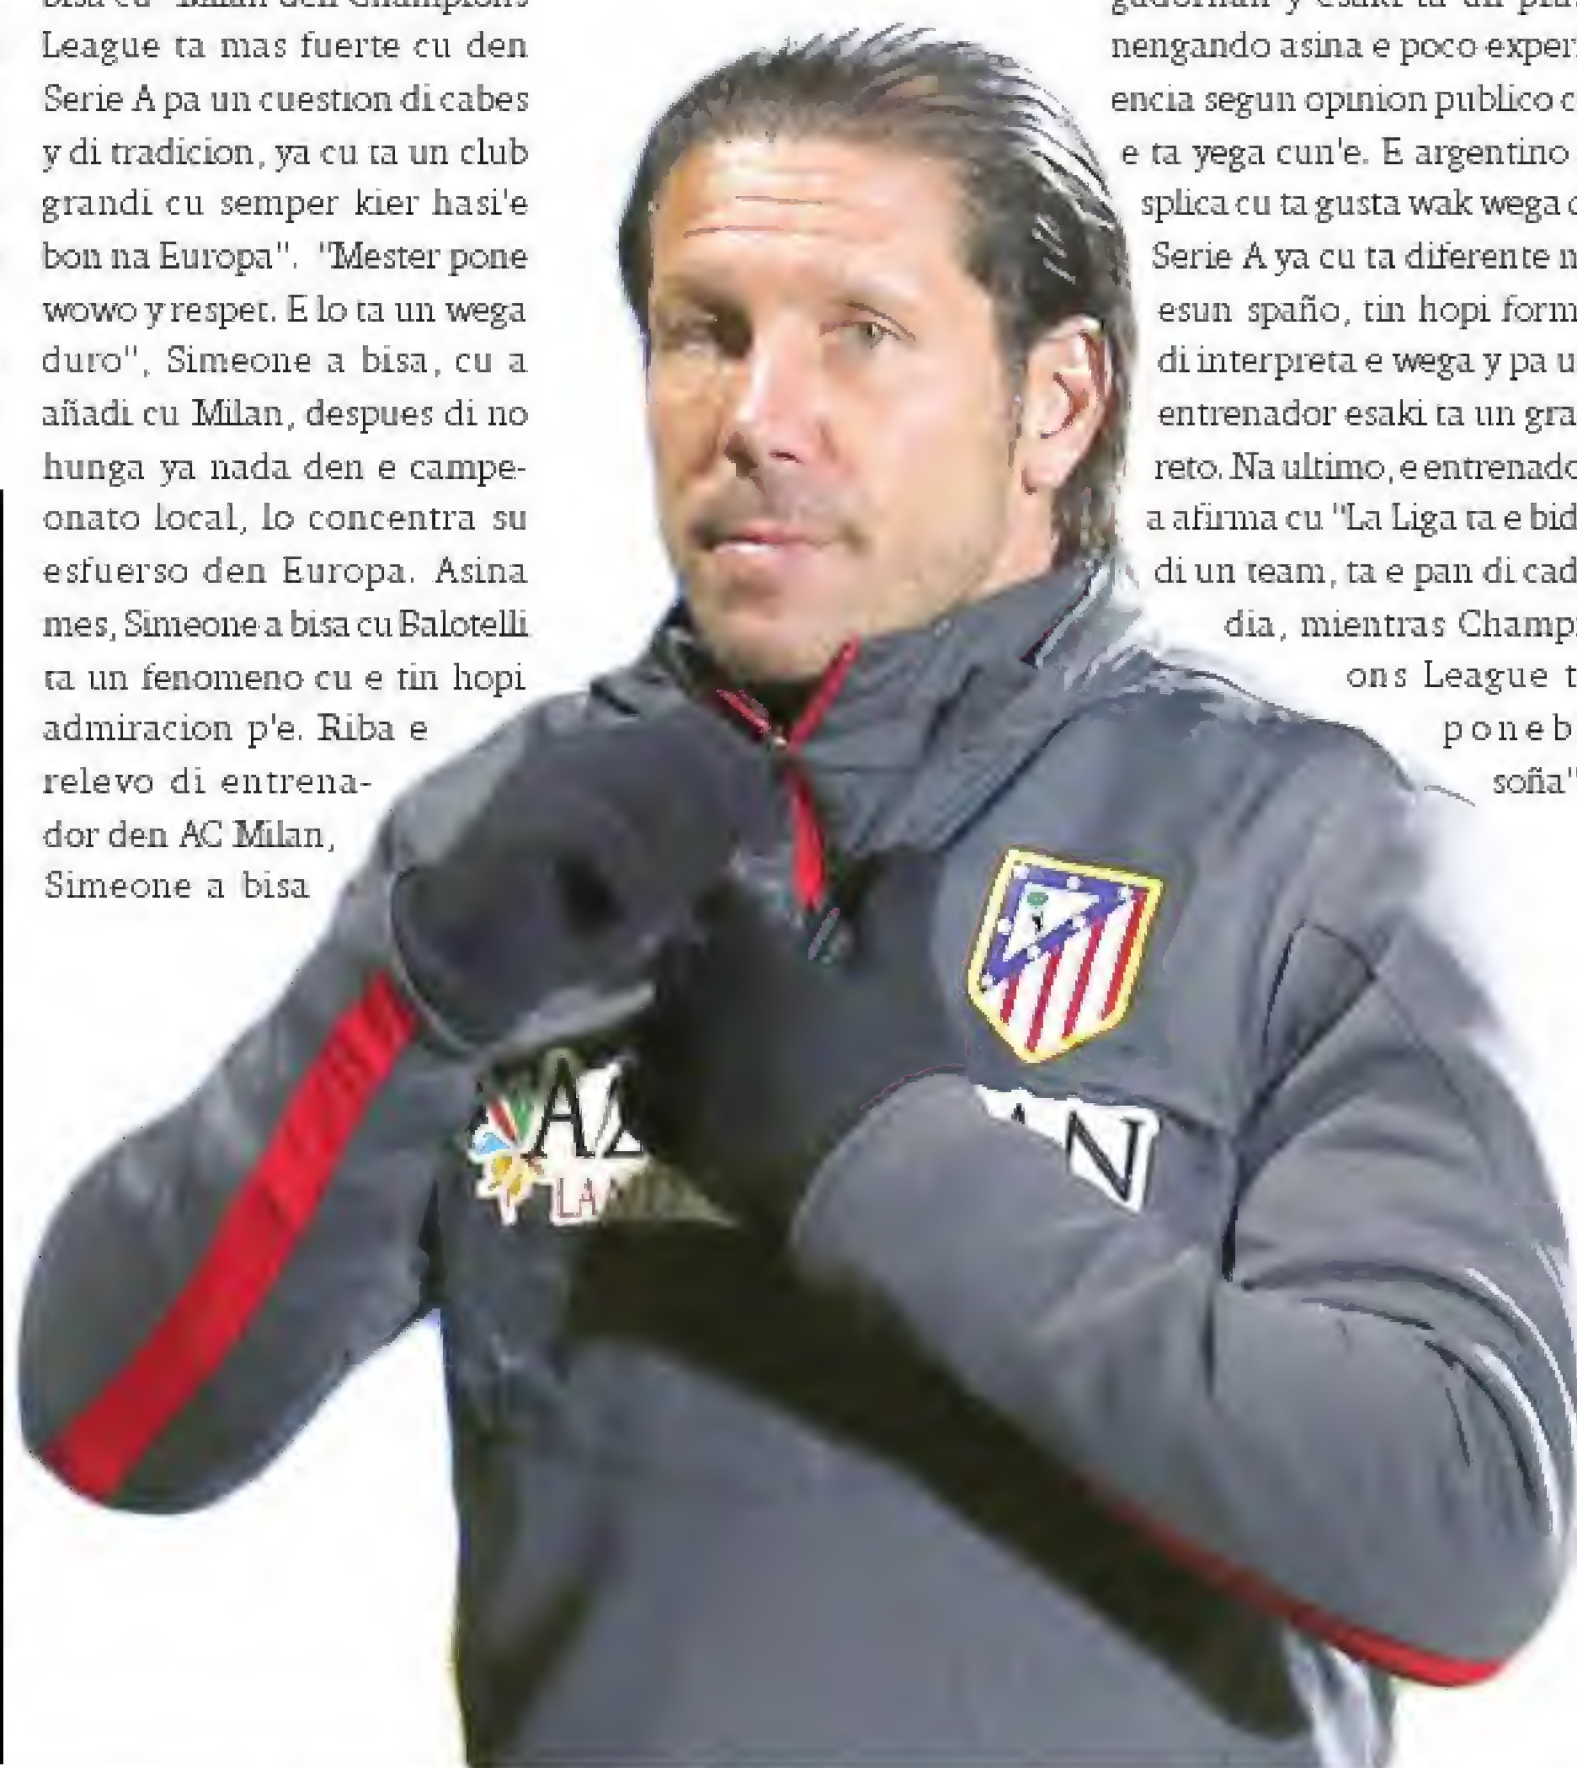 League ta mas fuerte cu den
Serie A pa un cuestion di cabes
y di tradicion, ya cu ta un club
grandi cu semper kier hasi'e
bon na Europa". "Mester pone
wowo y respet. E lo ta un wega
duro", Simeone a bisa, cu a
añadi cu Milan, despues di no
hunga ya nada den e campe-
onato local, lo concentra su
esfuerso den Europa. Asina
mes, Simeone a bisa cu Balotelli
ta un fenomeno cu e tin hopi
admiracion p'e. Riba e
relevo di entrena-
dor den AC Milan,
Simeone a bisa
nengando asina e poco experi
encia segun opinion publico
e ta yega cun'e. E argentino
splica cu ta gusta wak wega
Serie A ya cu ta diferente
esun spaño, tin hopi form
di interpreta e wega y pa
entrenador esaki ta un gra
reto. Na ultimo, e entrenado
a afirma cu "La Liga ta e bid
di un team, ta e pan di cad
dia, mientras Champi
ons League t
pone b
soña"
LA
AN